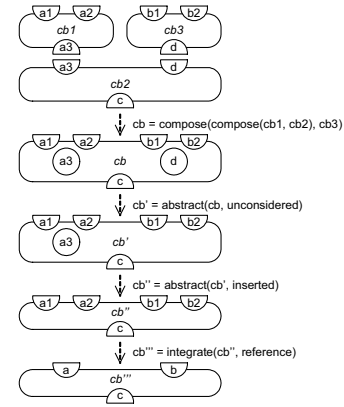 a1 a2 b1 b2
cb1 cb3
a3 d
a3 d
cb2
c
cb = compose(compose(cb1, cb2), cb3)
a1 a2 b1 b2
a3 cb d
c
cb' = abstract(cb, unconsidered)
a1 a2 b1 b2
a3 cb'
c
cb'' = abstract(cb', inserted)
a1 a2 b1 b2
cb''
c
cb''' = integrate(cb'', reference)
a b
cb'''
c